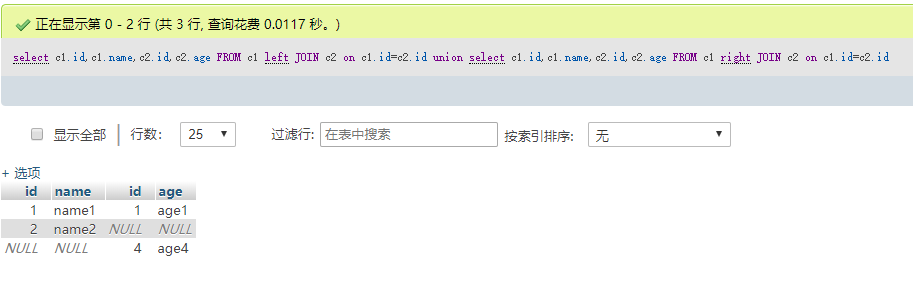 正在显示第 0 - 2 行 (共 3 行, 查询花费 0.0117 秒。)
select c1.id,c1.name,c2.id,c2.age FROM c1 left JOIN c2 on c1.id=c2.id union select c1.id,c1.name,c2.id,c2.age FROM c1 right JOIN c2 on c1.id=c2.id
显示全部 行数: 25 过滤行: 在表中搜索 按索引排序: 无
+ 选项
id name id age
1 name1 1 age1
2 name2 NULL NULL
NULL NULL 4 age4